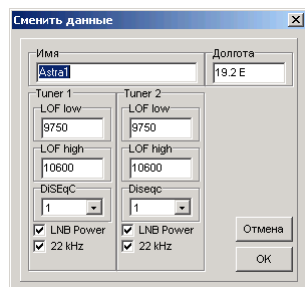 Сменить данные
Имя Долгота
Astra1 19.2 E
Tuner 1 Tuner 2
LOF low LOF low
9750 9750
LOF high LOF high
10600 10600
DiSEqC Diseqc
1 1
LNB Power LNB Power
22 kHz 22 kHz
Отмена
OK